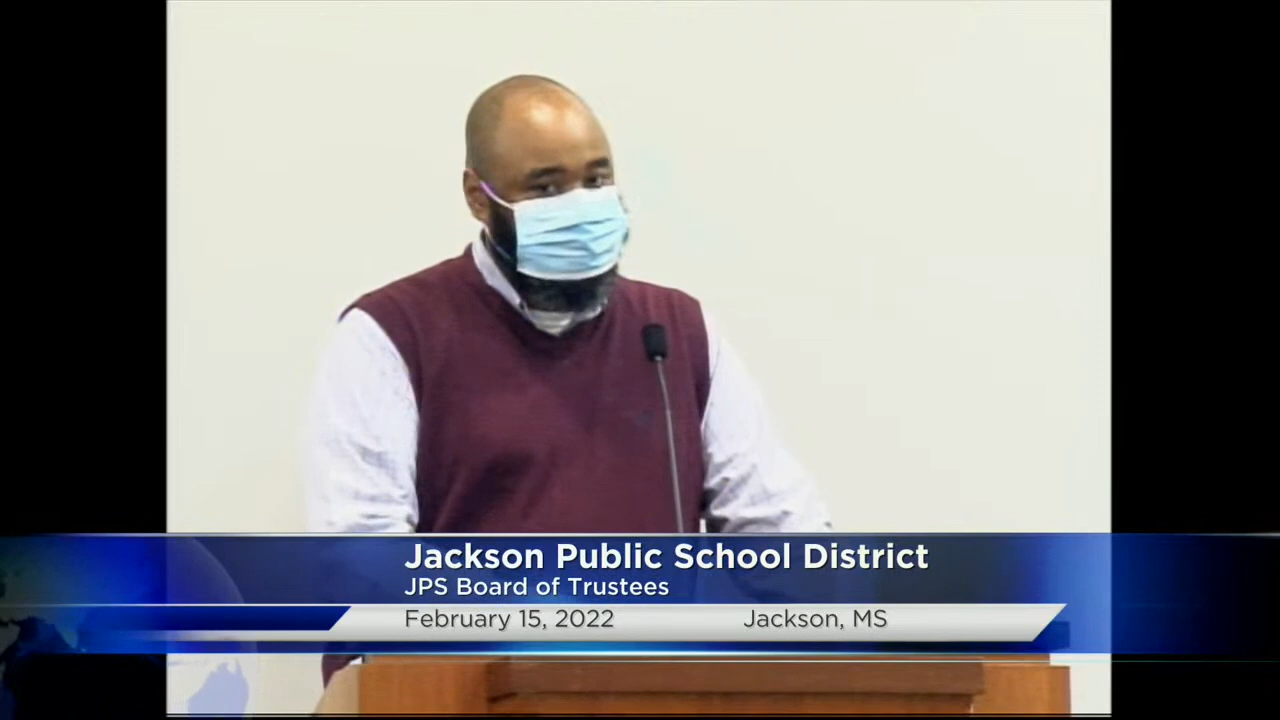 Jackson Public School District
JPS Board of Trustees
February 15, 2022 Jackson, MS